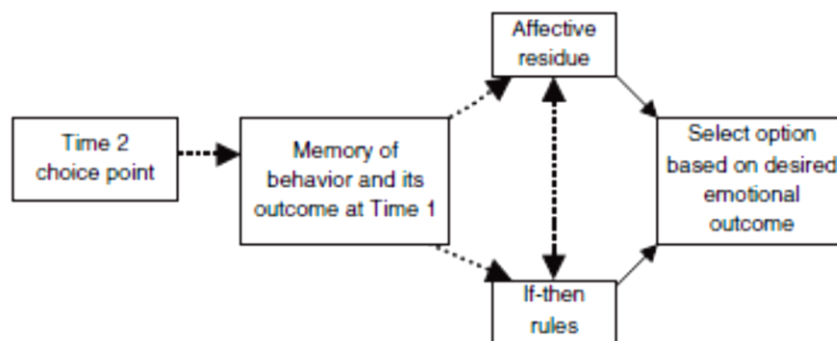 Time 2
choice point
Memory of
behavior and its
outcome at Time 1
Affective
residue
If-then
rules
Select option
based on desired
emotional
outcome